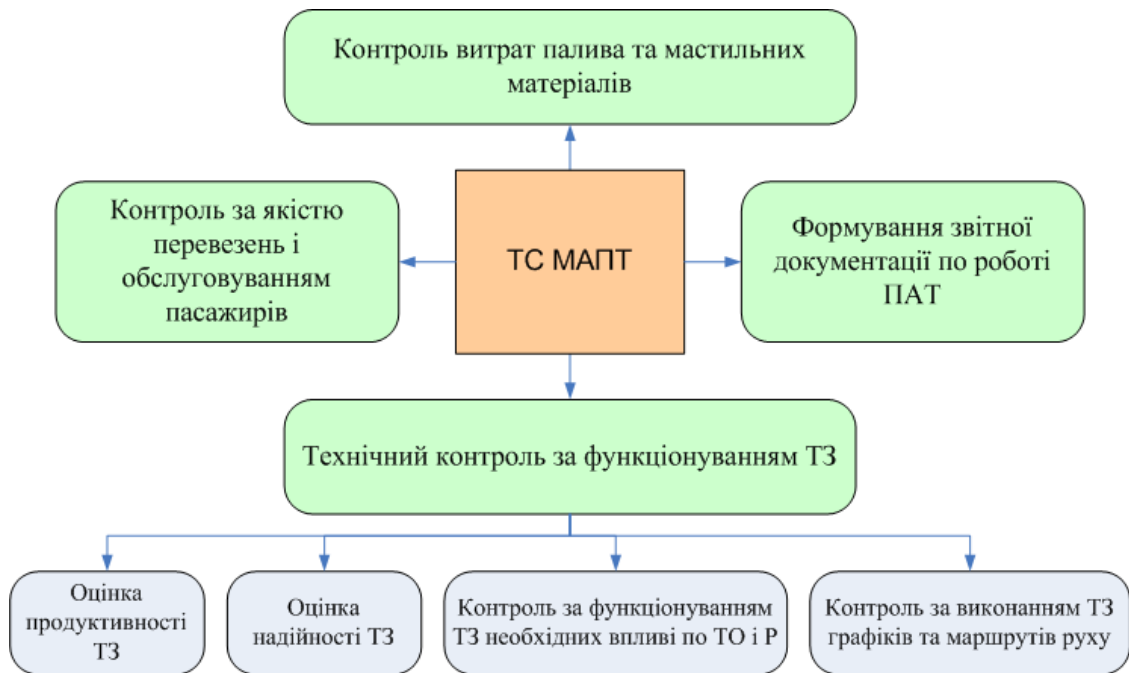 Контроль витрат палива та мастильних
матеріалів
Контроль за якістю
перевезень і
обслуговуванням
пасажирів
ТС МАПТ
Формування звітної
документації по роботі
ПАТ
Технічний контроль за функціонуванням ТЗ
Оцінка
продуктивності
ТЗ
Оцінка
надійності ТЗ
Контроль за функціонуванням
ТЗ необхідних впливі по ТО і Р
Контроль за виконанням ТЗ
графіків та маршрутів руху